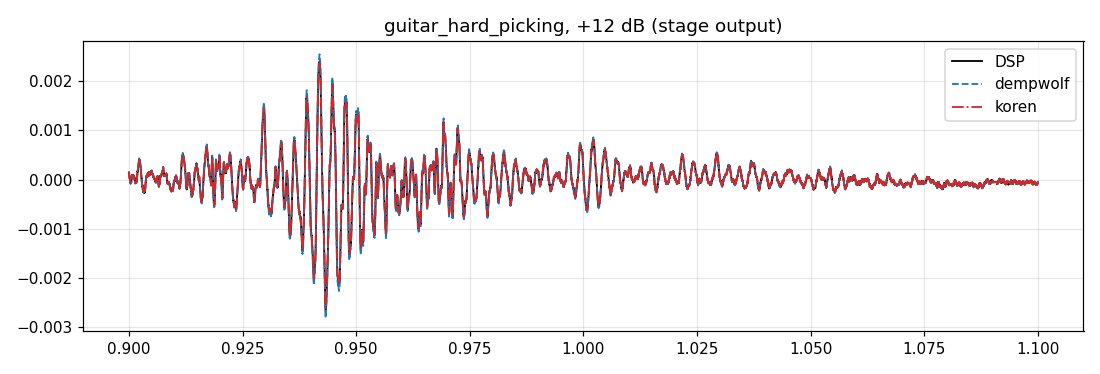 guitar_hard_picking, +12 dB (stage output)
DSP
dempwolf
koren
0.002
0.001
0.000
−0.001
−0.002
−0.003
0.900 0.925 0.950 0.975 1.000 1.025 1.050 1.075 1.100